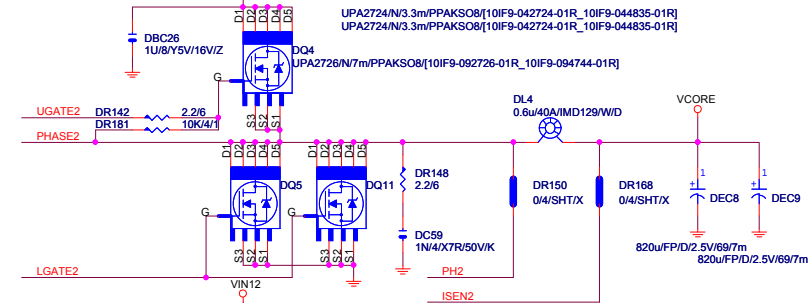 D1 D2 D3 D4 D5
UPA2724/N/3.3m/PPAKSO8/[10IF9-042724-01R_10IF9-044835-01R]
UPA2724/N/3.3m/PPAKSO8/[10IF9-042724-01R_10IF9-044835-01R]
DBC26
1U/8/Y5V/16V/Z
DQ4
UPA2726/N/7m/PPAKSO8/[10IF9-092726-01R_10IF9-094744-01R]
G
DL4
0.6u/40A/IMD129/W/D
VCORE
UGATE2
DR142
2.2/6
S3 S2 S1
DR181
10K/4/1
PHASE2
D1 D2 D3 D4 D5
D1 D2 D3 D4 D5
DR148
2.2/6
DQ5
DQ11
DR150
0/4/SHT/X
DR168
0/4/SHT/X
1
+
DEC8
1
+
DEC9
G
G
DC59
1N/4/X7R/50V/K
S3 S2 S1
S3 S2 S1
820u/FP/D/2.5V/69/7m
820u/FP/D/2.5V/69/7m
LGATE2
PH2
VIN12
ISEN2